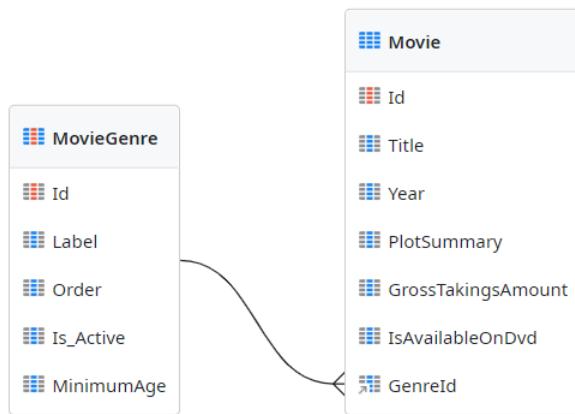 MovieGenre
Id
Label
Order
Is_Active
MinimumAge
Movie
Id
Title
Year
PlotSummary
GrossTakingsAmount
IsAvailableOnDvd
GenreId